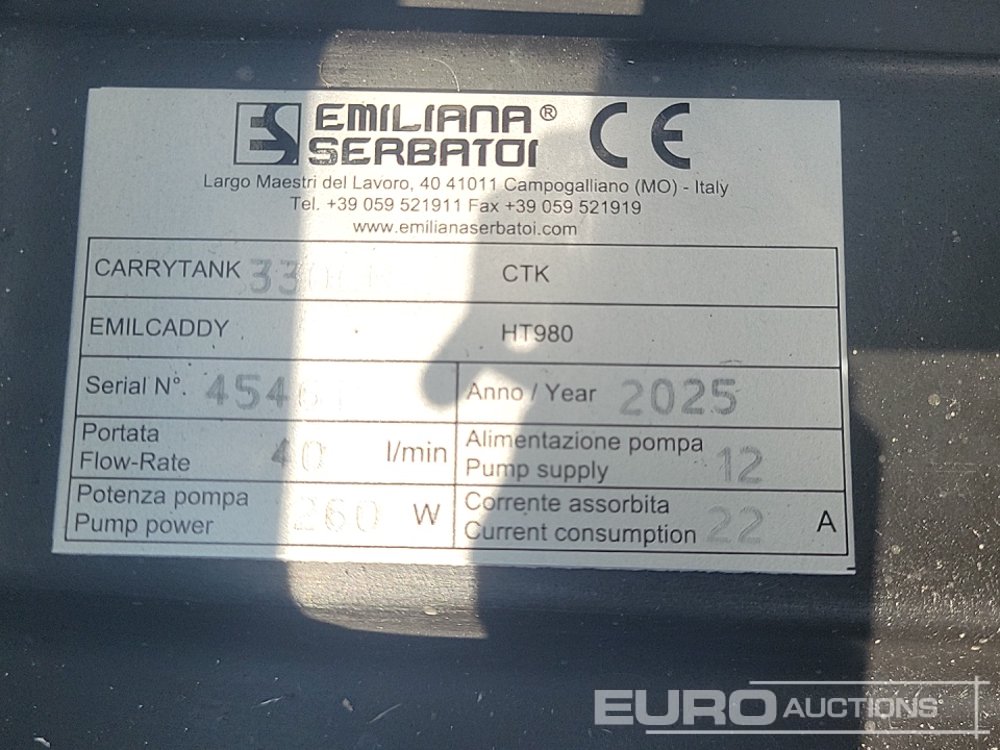 ES EMILIANA® CE
SERBATOI
Largo Maestri del Lavoro, 40 41011 Campogalliano (MO) - Italy
Tel. +39 059 521911 Fax +39 059 521919
www.emilianaserbatoi.com
CARRYTANK CTK
EMILCADDY HT980
Serial N°. Anno / Year 2025
Portata
Flow-Rate 40 l/min
Alimentazione pompa
Pump supply 12
Potenza pompa
Pump power 260 W
Corrente assorbita
Current consumption 22 A
EURO AUCTIONS